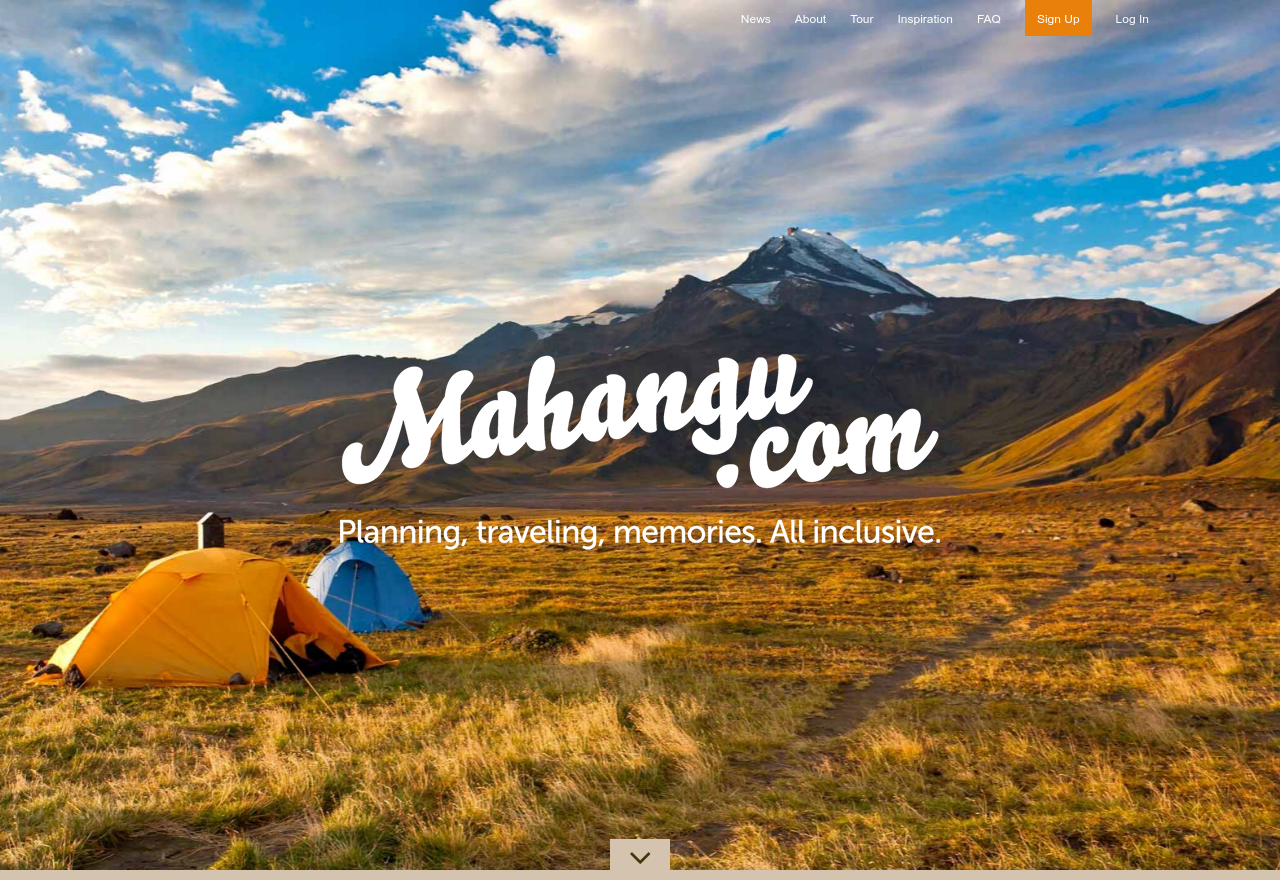 News About Tour Inspiration FAQ Sign Up Log In
Mahangu
.com
Planning, traveling, memories. All inclusive.